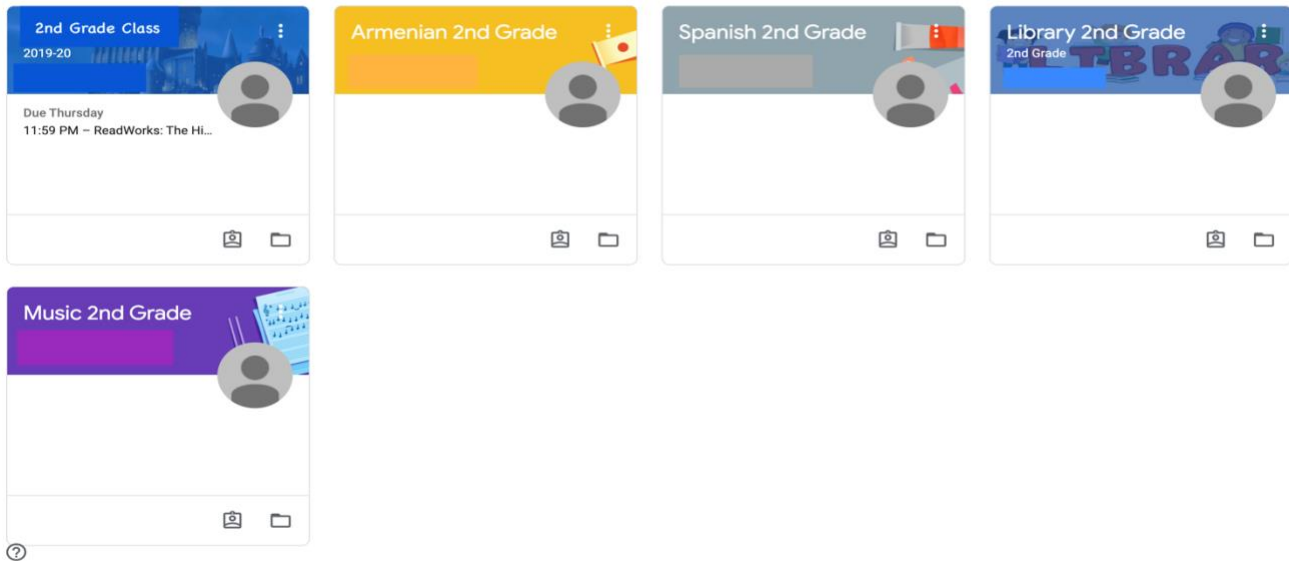 2nd Grade Class
2019-20
Due Thursday
11:59 PM – ReadWorks: The Hi...
Armenian 2nd Grade
Spanish 2nd Grade
Library 2nd Grade
2nd Grade
LIBRAR
Music 2nd Grade